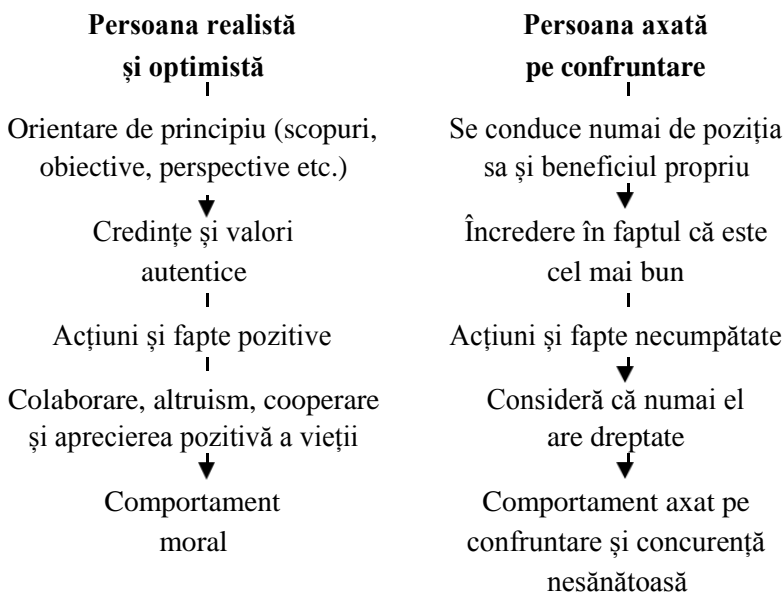 Persoana realistă
și optimistă
Orientare de principiu (scopuri,
obiective, perspective etc.)
Credințe și valori
autentice
Acțiuni și fapte pozitive
Colaborare, altruism, cooperare
și aprecierea pozitivă a vieții
Comportament
moral
Persoana axată
pe confruntare
Se conduce numai de poziția
sa și beneficiul propriu
Încredere în faptul că este
cel mai bun
Acțiuni și fapte necumpătate
Consideră că numai el
are dreptate
Comportament axat pe
confruntare și concurență
nesănătoasă